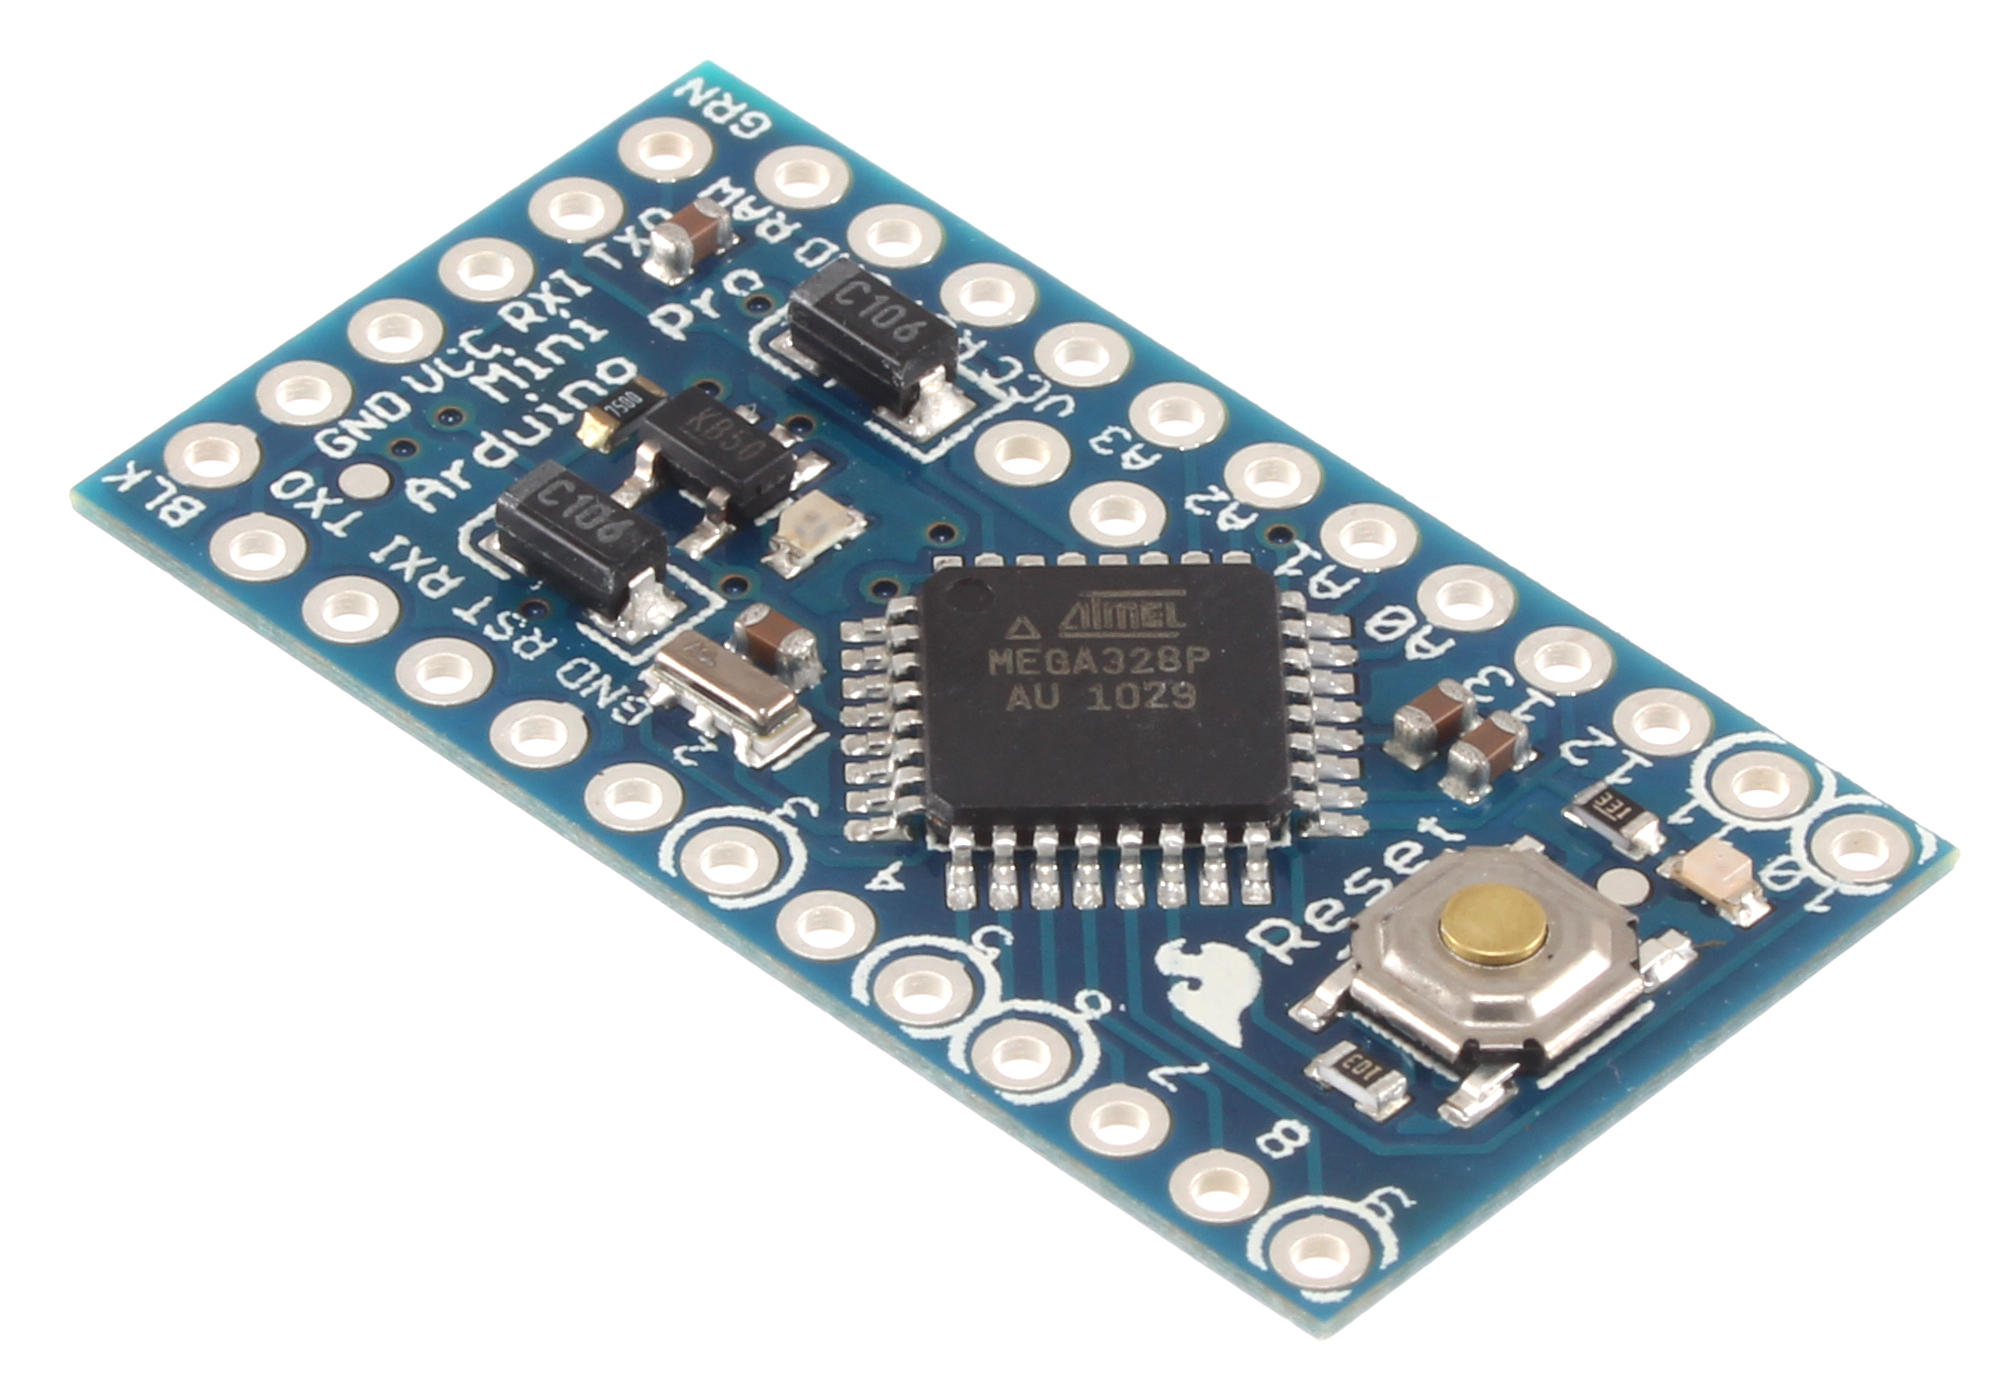 GRN
RAW
TXO
RXI
VCC
GND
BLK
Arduino
Pro
Mini
C106
KB50
7500
C106
VCC
A3
A2
A1
A0
13
12
11
10
TXO
RXI
RST
GND
2
3
4
5
6
7
8
9
ATMEL
MEGA328P
AU 1029
Reset
103